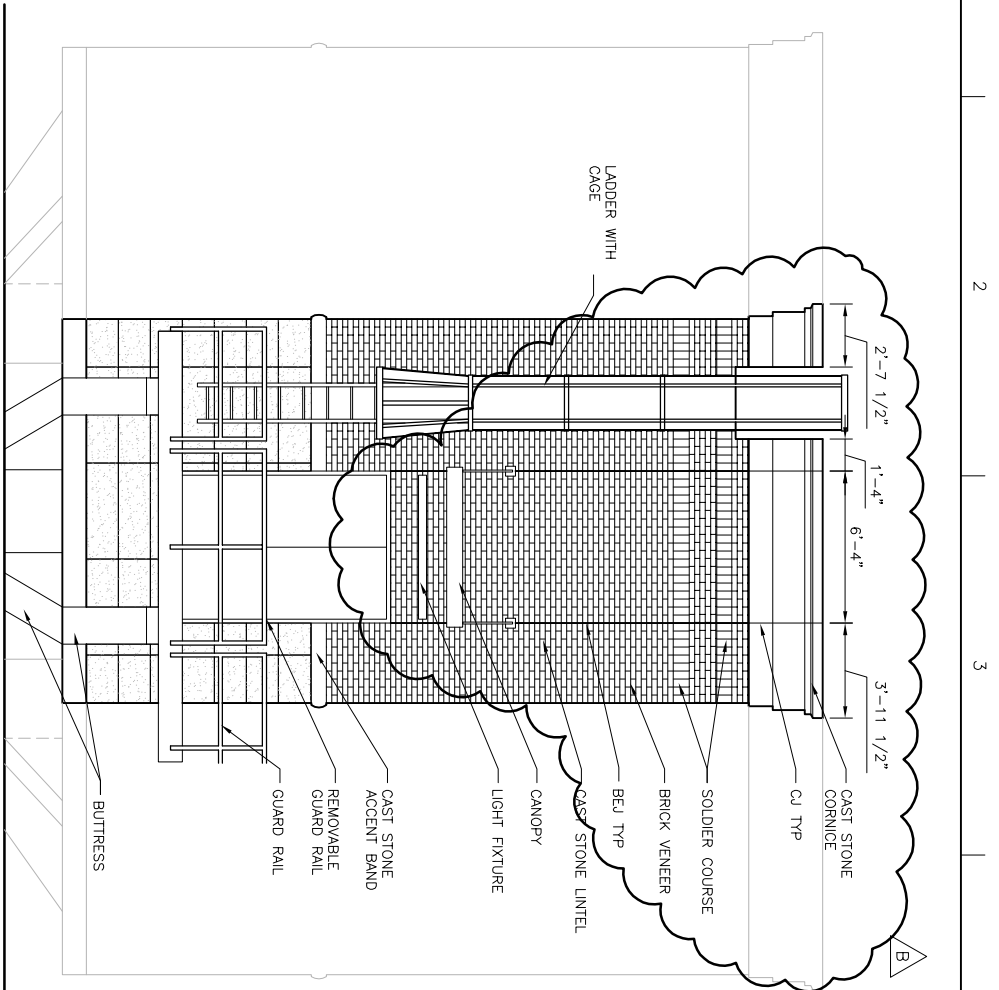 2
3
2'-7 1/2"
1'-4"
6'-4"
3'-11 1/2"
LADDER WITH
CAGE
CAST STONE
CORNICE
CJ TYP
SOLDIER COURSE
BRICK VENEER
BEJ TYP
CAST STONE LINTEL
CANOPY
LIGHT FIXTURE
CAST STONE
ACCENT BAND
REMOVABLE
GUARD RAIL
GUARD RAIL
BUTTRESS
B